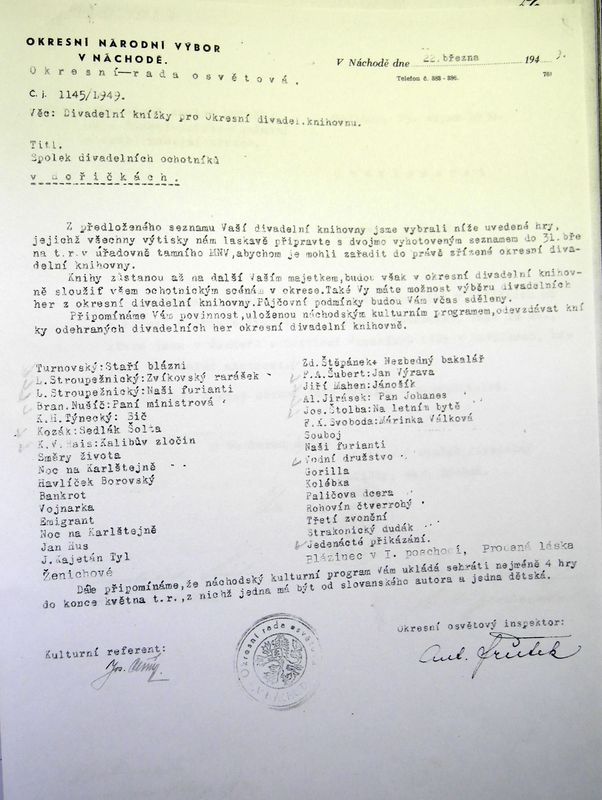 OKRESNÍ NÁRODNÍ VÝBOR
V NÁCHODĚ.
Okresní rada osvětová.
V Náchodě dne 22.března 1949.
Telefon č. 385 - 386.
Č.j. 1145/1949.
Věc: Divadelní knížky pro Okresní divadel.knihovnu.
Titl.
Spolek divadelních ochotníků
v Hořičkách.
Z předloženého seznamu Vaší divadelní knihovny jsme vybrali níže uvedené hry,
jejichž všechny výtisky nám laskavě připravte s dvojmo vyhotoveným seznamem do 31.bře
na t.r.v úřadovně tamního MNV,abychom je mohli zařadit do právě zřízené okresní diva-
delní knihovny.
Knihy zůstanou až na další Vaším majetkem,budou však v okresní divadelní knihov-
ně sloužit všem ochotnickým scénám v okrese.Také Vy máte možnost výběru divadelních
her z okresní divadelní knihovny.Půjčovní podmínky budou Vám včas sděleny.
Připomínáme Vám povinnost,uloženou náchodským kulturním programem,odevzdávat kní
ky odehraných divadelních her okresní divadelní knihovně.
Turnovský:Staří blázni
L.Stroupežnický:Zvíkovský rarášek
L.Stroupežnický:Naši furianti
Bran.Nušič:Paní ministrová
K.H.Týnecký: Bič
Kozák:Sedlák Šolta
K.V.Rais:Kalibův zločin
Směry života
Noc na Karlštejně
Havlíček Borovský
Bankrot
Vojnarka
Emigrant
Noc na Karlštejně
Jan Hus
J.Kajetán Tyl
Ženichové
Zd.Štěpánek+ Nezbedný bakalář
F.A.Šubert:Jan Výrava
Jiří Mahen:Jánošík
Al.Jirásek: Pan Johanes
Jos.Štolba:Na letním bytě
F.X.Svoboda:Márinka Válková
Souboj
Naši furianti
Vodní družstvo
Gorilla
Kolébka
Paličova dcera
Rohovín čtverrohý
Třetí zvonění
Strakonický dudák
Jedenácté přikázání.
Blázinec v I. poschodí, Prodaná láska
Dále připomínáme,že náchodský kulturní program Vám ukládá sehráti nejméně 4 hry
do konce května t.r.,z nichž jedna má být od slovanského autora a jedna dětská.
Kulturní referent:
Okresní osvětový inspektor:
Okresní rada osvětová